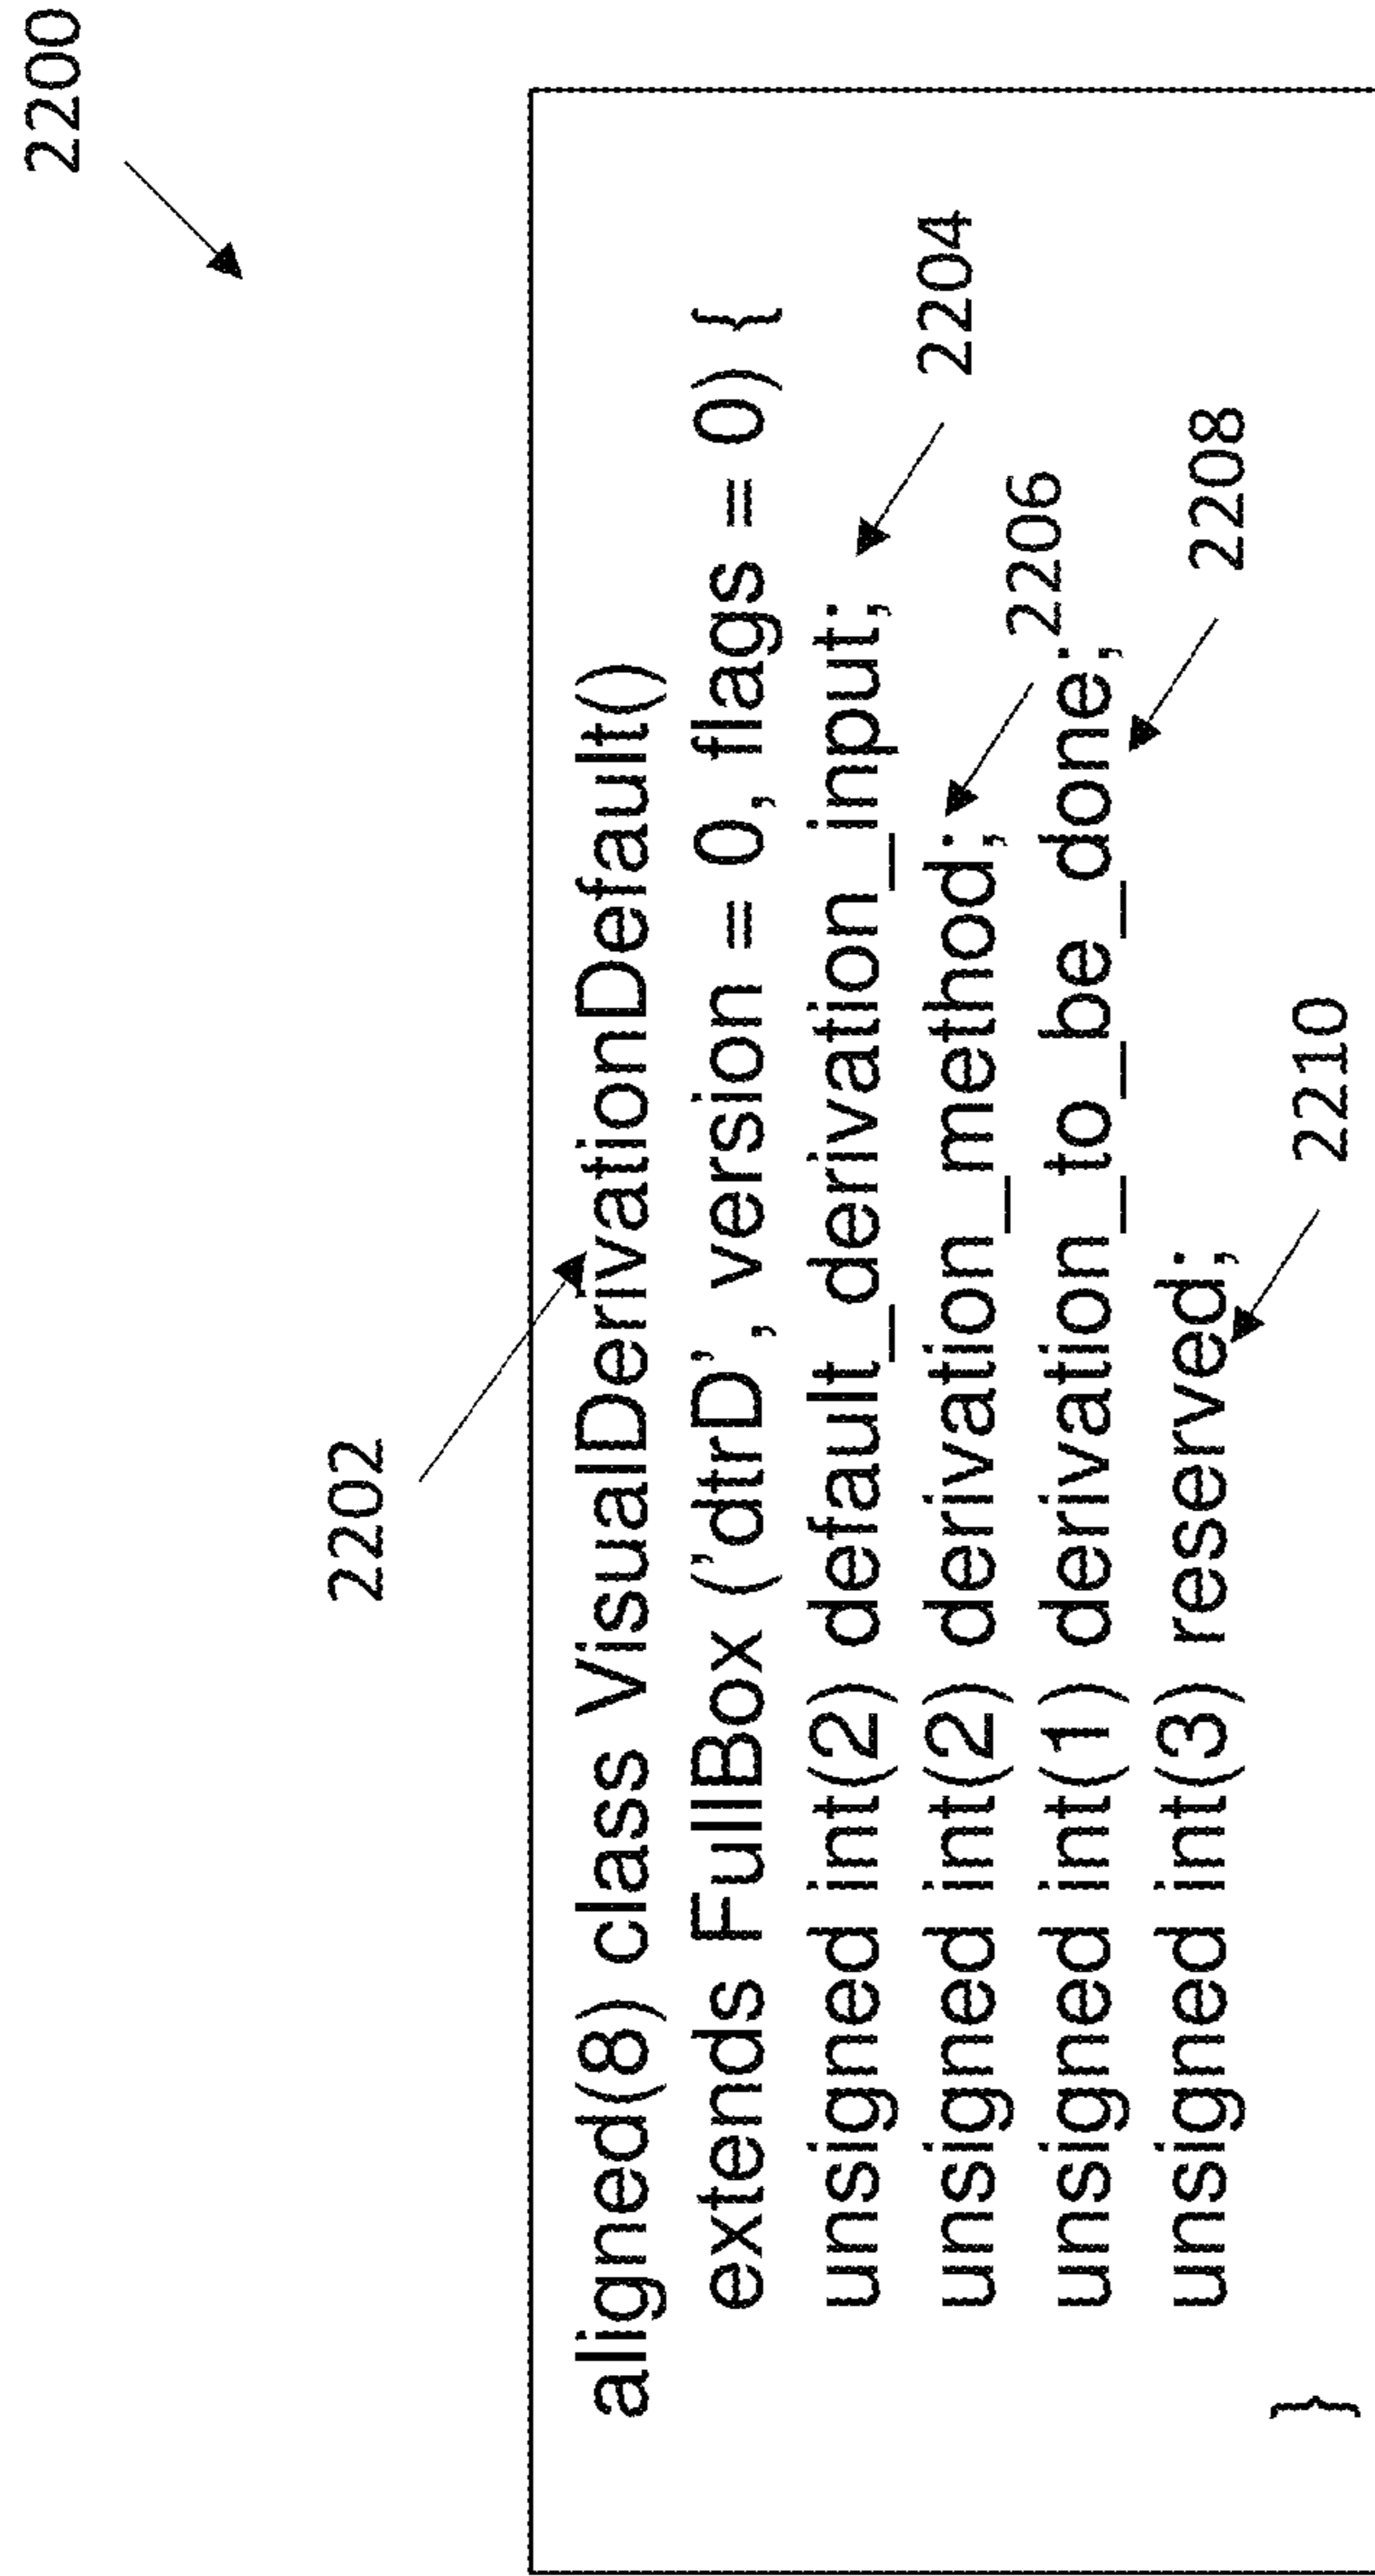 2200
2202
aligned(8) class VisualDerivationDefault()
extends FullBox (’dtrD’, version = 0, flags = 0) {
unsigned int(2) default_derivation_input;
2204
unsigned int(2) derivation_method;
2206
unsigned int(1) derivation_to_be_done;
2208
unsigned int(3) reserved;
2210
}